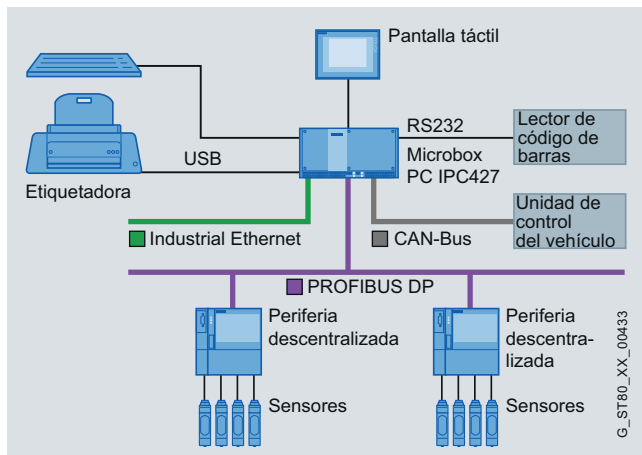 Pantalla táctil
RS232
Lector de
código de
barras
USB
Microbox
PC IPC427
Etiquetadora
Unidad de
control
del vehículo
Industrial Ethernet
CAN-Bus
PROFIBUS DP
Periferia
descentralizada
Periferia
descentra-
lizada
Sensores
Sensores
G_ST80_XX_00433